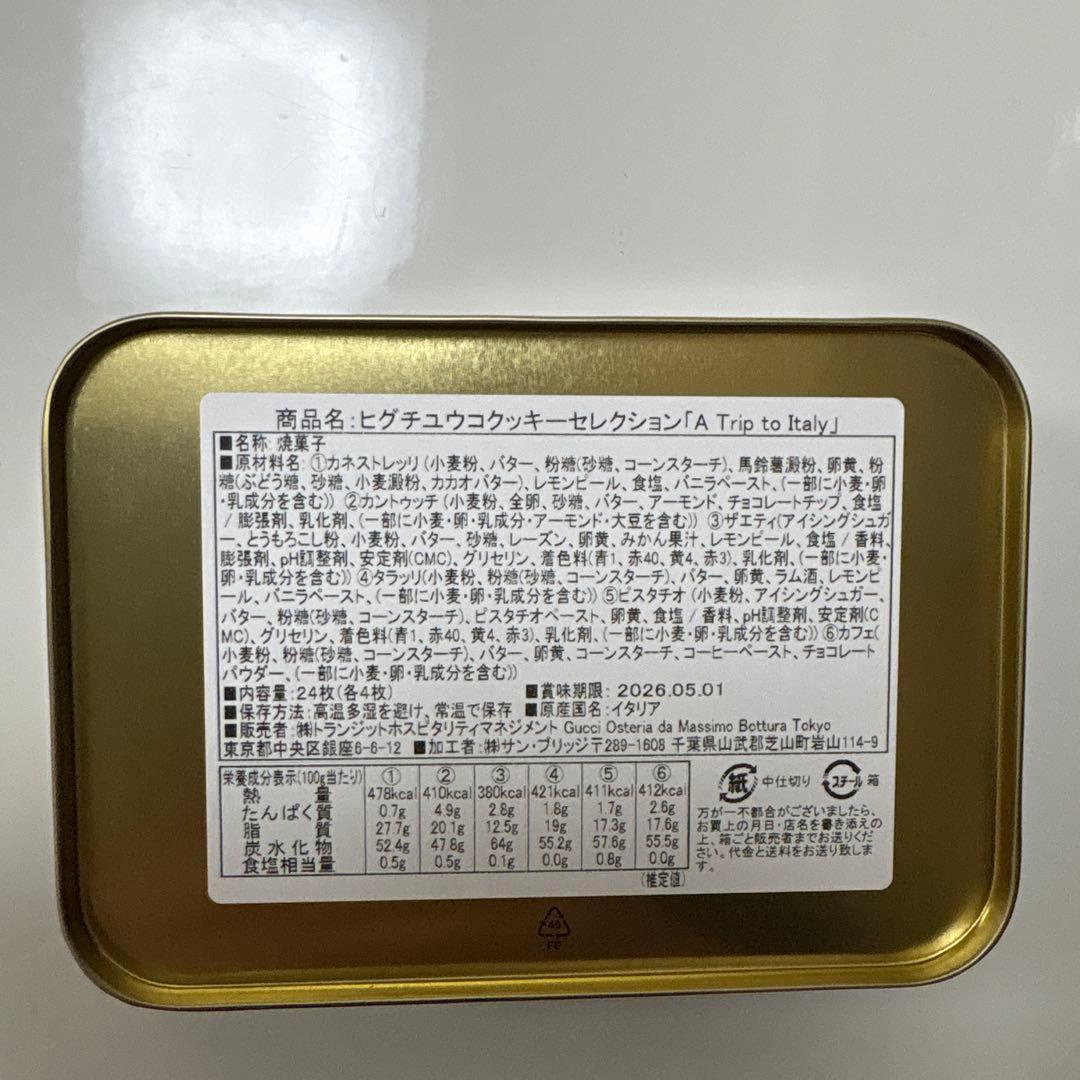 商品名:ヒグチユウコクッキーセレクション「A Trip to Italy」
■名称: 焼菓子
■原材料名: ①カネストレッリ (小麦粉、バター、粉糖(砂糖、コーンスターチ)、馬鈴薯澱粉、卵黄、粉
糖(ぶどう糖、砂糖、小麦澱粉、カカオバター)、レモンピール、食塩、バニラペースト、(一部に小麦・卵
・乳成分を含む)) ②カントゥッチ (小麦粉、全卵、砂糖、バター、アーモンド、チョコレートチップ、食塩
/ 膨張剤、乳化剤、(一部に小麦・卵・乳成分・アーモンド・大豆を含む)) ③ザエティ(アイシングシュガ
ー、とうもろこし粉、小麦粉、バター、砂糖、レーズン、卵黄、みかん果汁、レモンピール、食塩 / 香料、
膨張剤、pH調整剤、安定剤(CMC)、グリセリン、着色料(青1、赤40、黄4、赤3)、乳化剤、(一部に小麦・
卵・乳成分を含む)) ④タラッリ(小麦粉、粉糖(砂糖、コーンスターチ)、バター、卵黄、ラム酒、レモンピ
ール、バニラペースト、(一部に小麦・卵・乳成分を含む)) ⑤ピスタチオ (小麦粉、アイシングシュガー、
バター、粉糖(砂糖、コーンスターチ)、ピスタチオペースト、卵黄、食塩 / 香料、pH調整剤、安定剤(C
MC)、グリセリン、着色料(青1、赤40、黄4、赤3)、乳化剤、(一部に小麦・卵・乳成分を含む)) ⑥カフェ(
小麦粉、粉糖(砂糖、コーンスターチ)、バター、卵黄、コーンスターチ、コーヒーペースト、チョコレート
パウダー、(一部に小麦・卵・乳成分を含む))
■内容量:24枚(各4枚) ■賞味期限: 2026.05.01
■保存方法:高温多湿を避け、常温で保存 ■原産国名:イタリア
■販売者:㈱トランジットホスピタリティマネジメント Gucci Osteria da Massimo Bottura Tokyo
東京都中央区銀座6-6-12 ■加工者:㈱サン・ブリッジ〒289-1608 千葉県山武郡芝山町岩山114-9
栄養成分表示(100g当たり) ① ② ③ ④ ⑤ ⑥
熱量 478kcal 410kcal 380kcal 421kcal 411kcal 412kcal
たんぱく質 0.7g 4.9g 2.8g 1.8g 1.7g 2.6g
脂質 27.7g 20.1g 12.5g 19g 17.3g 17.6g
炭水化物 52.4g 47.8g 64g 55.2g 57.6g 55.5g
食塩相当量 0.5g 0.5g 0.1g 0.0g 0.8g 0.0g
(推定値)
紙 中仕切り スチール 箱
万が一不都合がございましたら、
お買上の月日・店名を書き添えの
上、箱ごと販売者までお送りくだ
さい。代金と送料をお送り致しま
す。
40
FE